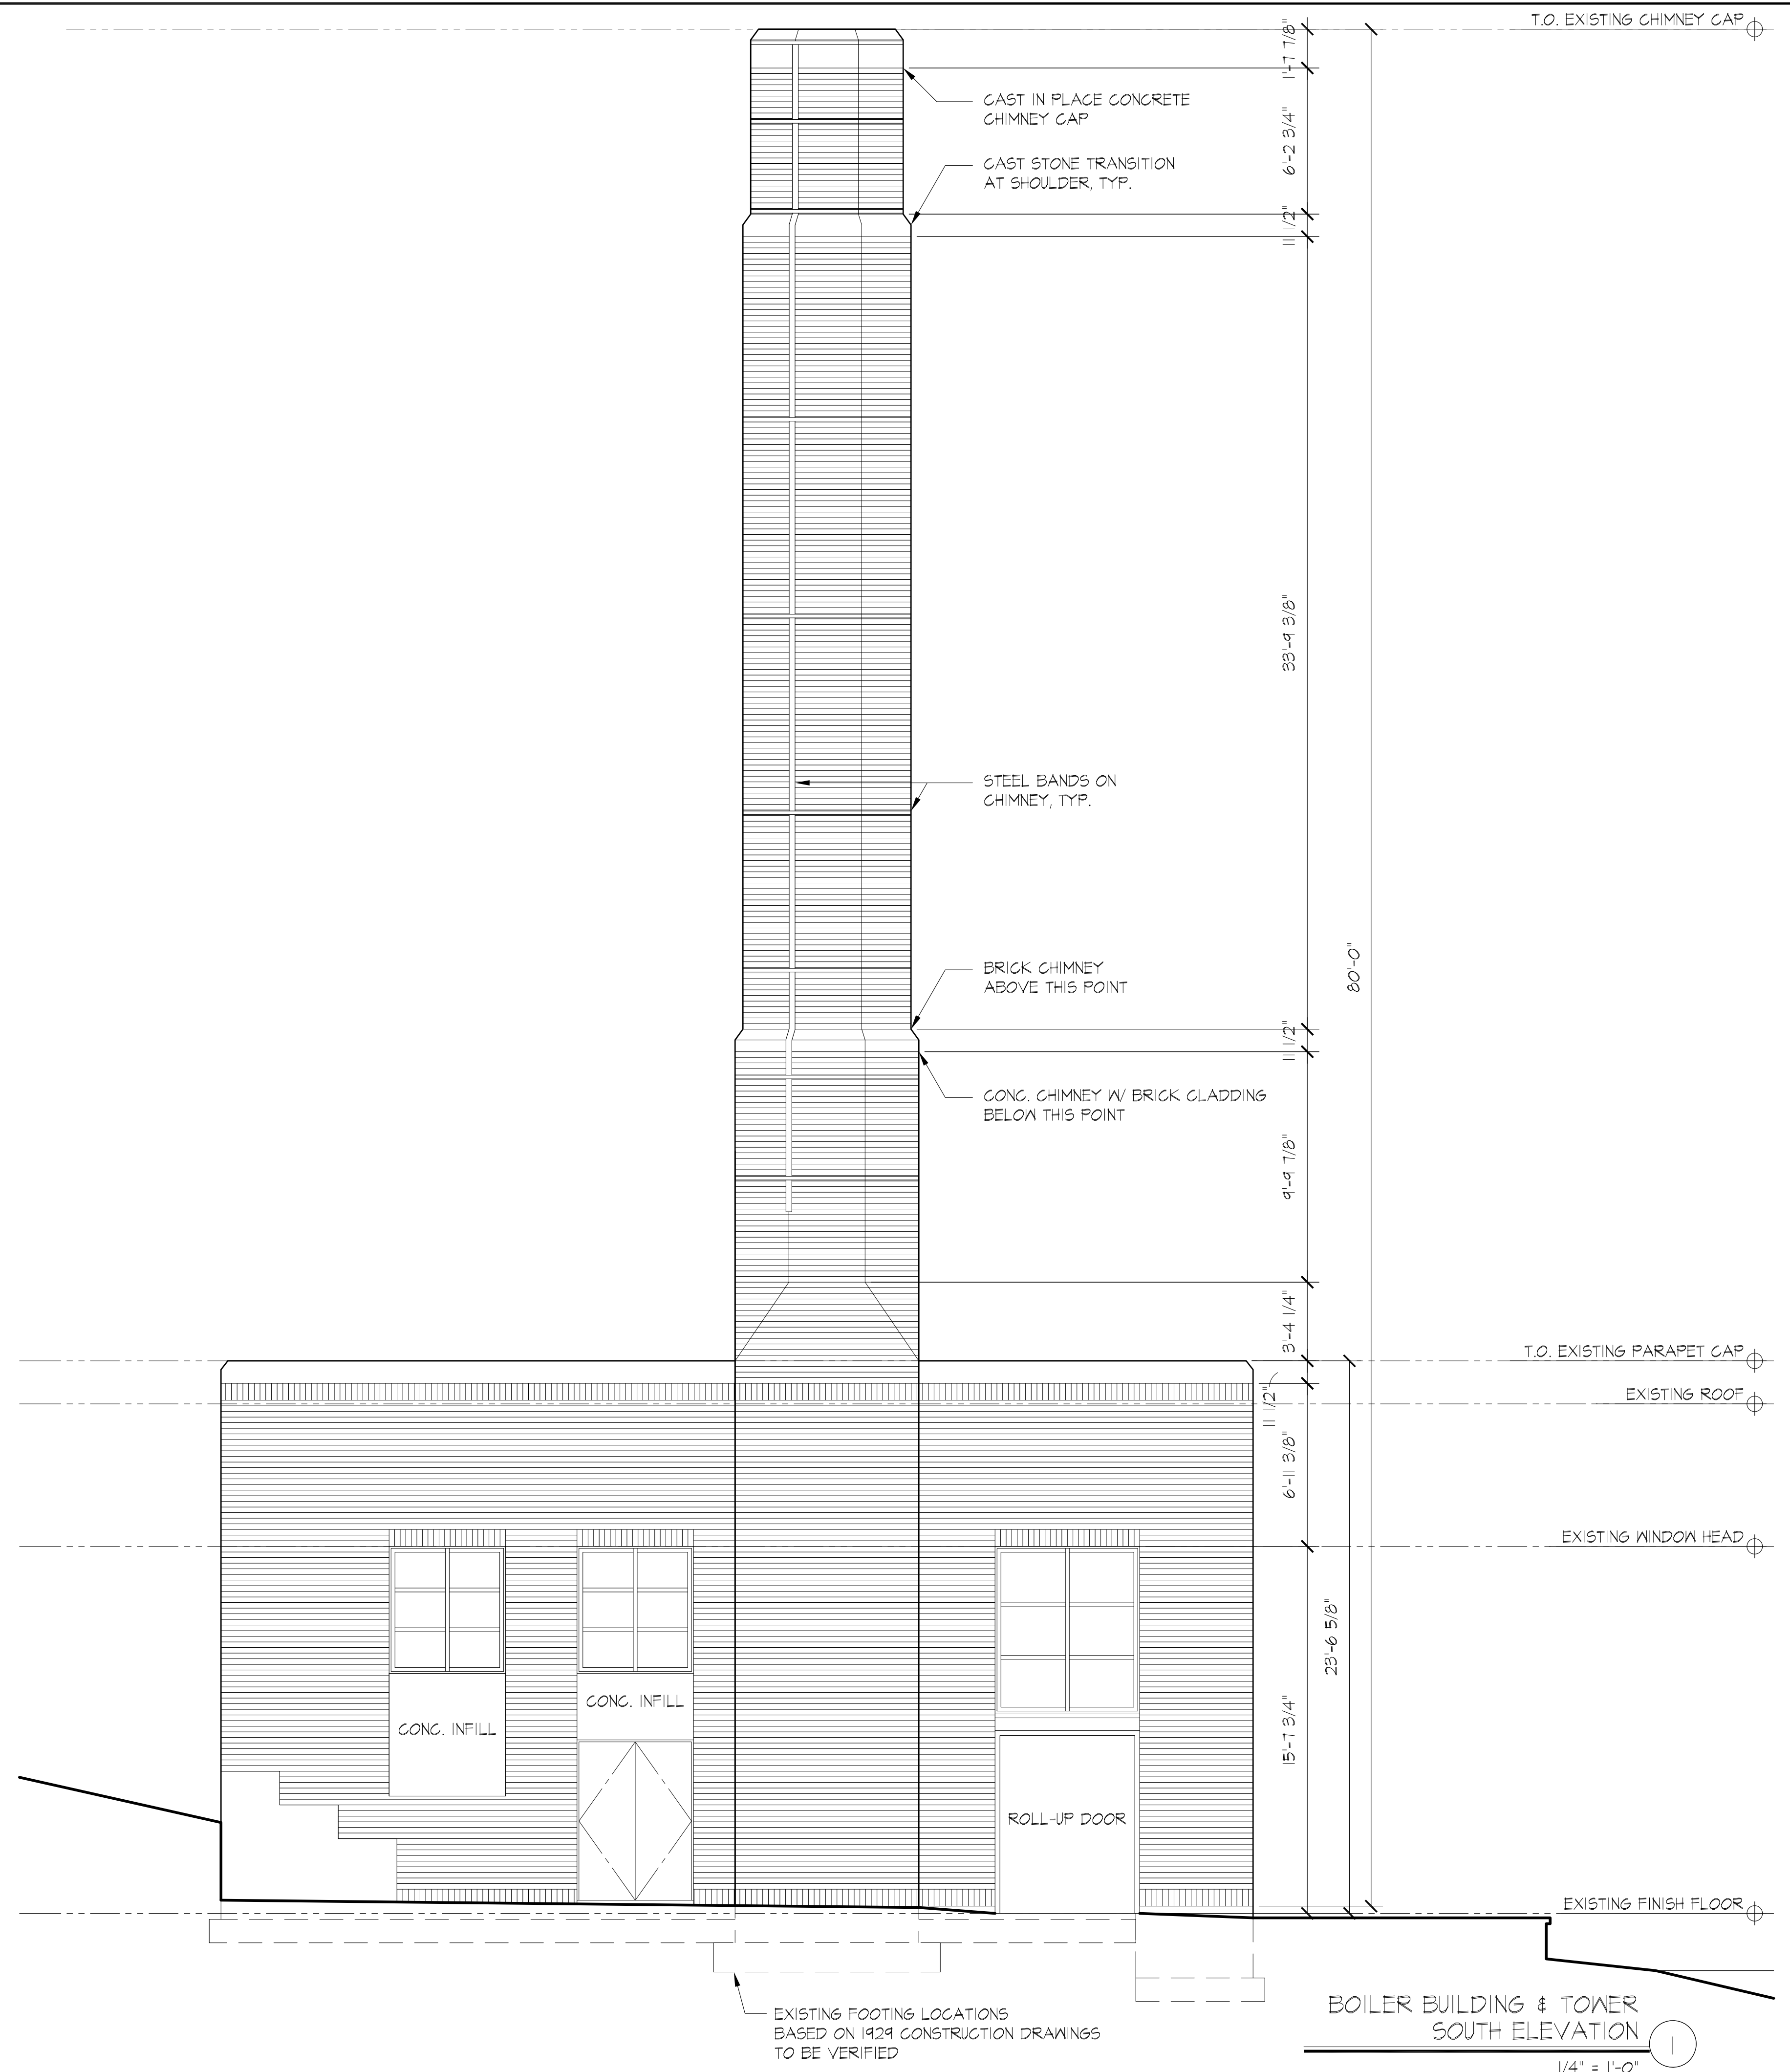 T.O. EXISTING CHIMNEY CAP
1'-7 7/8"
CAST IN PLACE CONCRETE
CHIMNEY CAP
6'-2 3/4"
CAST STONE TRANSITION
AT SHOULDER, TYP.
11 1/2"
33'-9 3/8"
STEEL BANDS ON
CHIMNEY, TYP.
80'-0"
BRICK CHIMNEY
ABOVE THIS POINT
11 1/2"
CONC. CHIMNEY W/ BRICK CLADDING
BELOW THIS POINT
9'-9 7/8"
3'-4 1/4"
T.O. EXISTING PARAPET CAP
EXISTING ROOF
11 1/2"
6'-11 3/8"
EXISTING WINDOW HEAD
23'-6 5/8"
CONC. INFILL
CONC. INFILL
15'-7 3/4"
ROLL-UP DOOR
EXISTING FINISH FLOOR
EXISTING FOOTING LOCATIONS
BASED ON 1929 CONSTRUCTION DRAWINGS
TO BE VERIFIED
BOILER BUILDING & TOWER
SOUTH ELEVATION
1
1/4" = 1'-0"